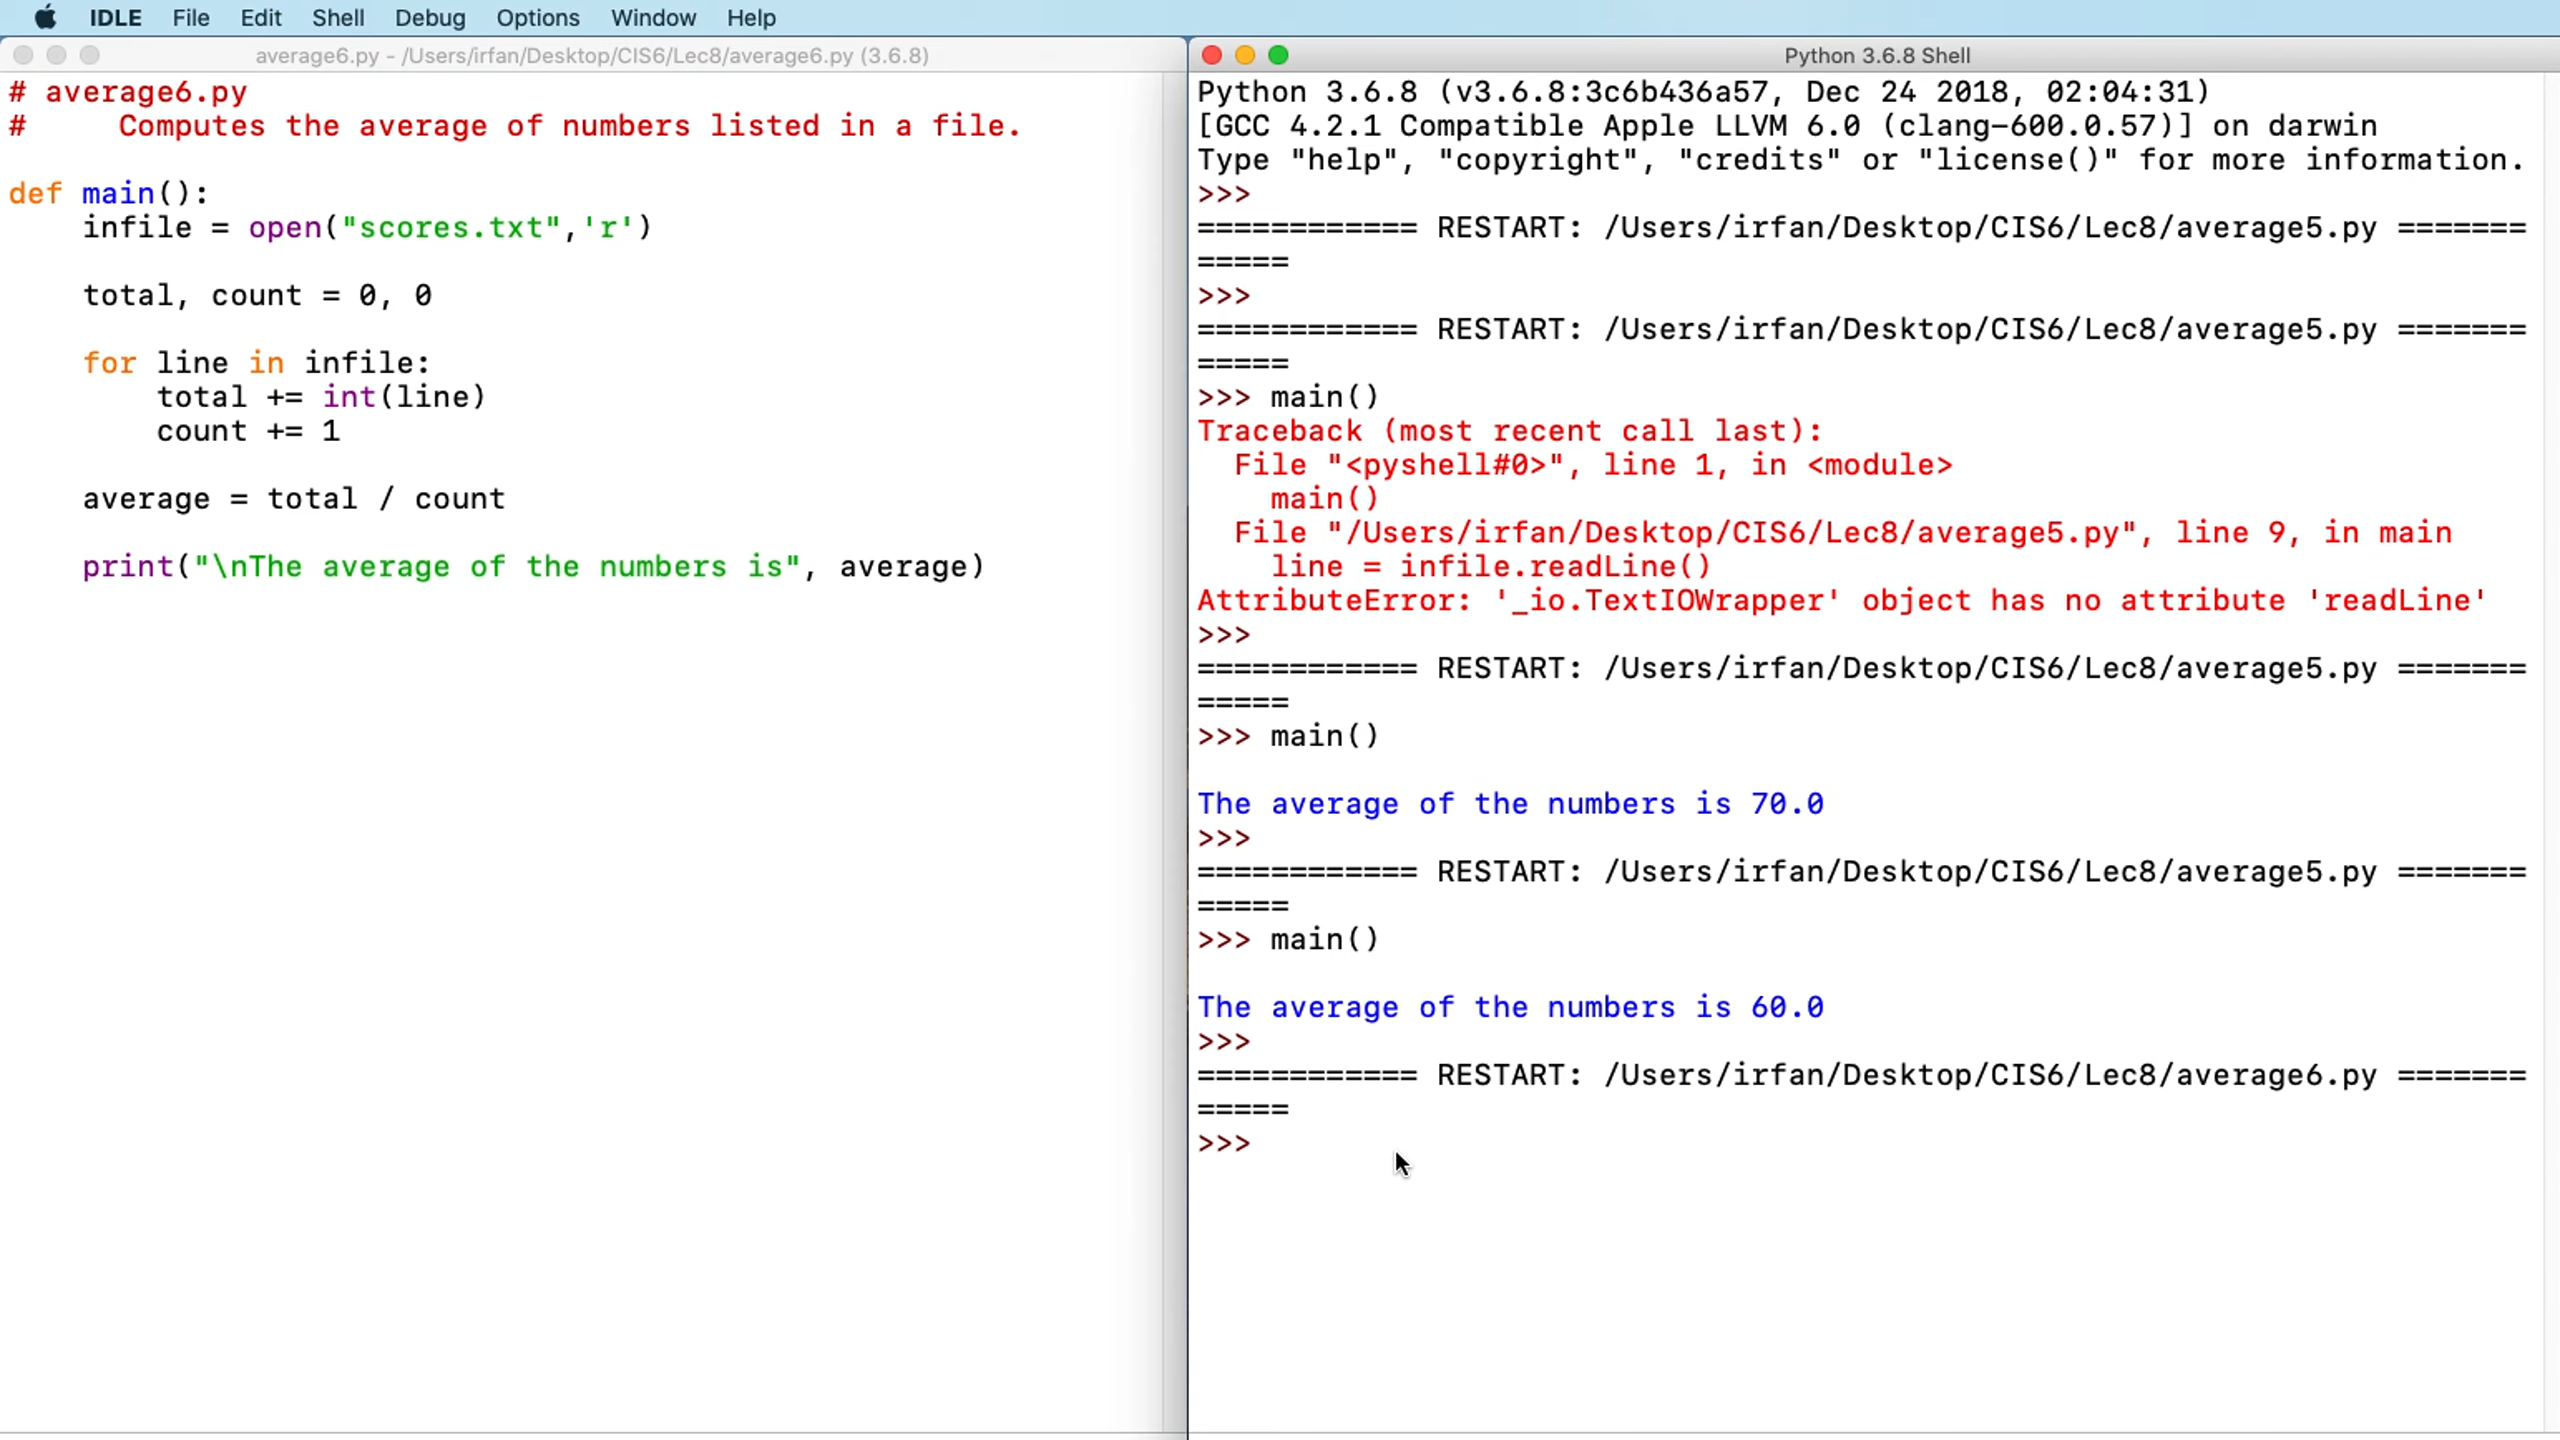 IDLE File Edit Shell Debug Options Window Help
average6.py - /Users/irfan/Desktop/CIS6/Lec8/average6.py (3.6.8)
# average6.py
#     Computes the average of numbers listed in a file.
def main():
    infile = open("scores.txt",'r')
    total, count = 0, 0
    for line in infile:
        total += int(line)
        count += 1
    average = total / count
    print("\nThe average of the numbers is", average)
Python 3.6.8 Shell
Python 3.6.8 (v3.6.8:3c6b436a57, Dec 24 2018, 02:04:31)
[GCC 4.2.1 Compatible Apple LLVM 6.0 (clang-600.0.57)] on darwin
Type "help", "copyright", "credits" or "license()" for more information.
>>>
============ RESTART: /Users/irfan/Desktop/CIS6/Lec8/average5.py =======
=====
>>>
============ RESTART: /Users/irfan/Desktop/CIS6/Lec8/average5.py =======
=====
>>> main()
Traceback (most recent call last):
  File "<pyshell#0>", line 1, in <module>
    main()
  File "/Users/irfan/Desktop/CIS6/Lec8/average5.py", line 9, in main
    line = infile.readLine()
AttributeError: '_io.TextIOWrapper' object has no attribute 'readLine'
>>>
============ RESTART: /Users/irfan/Desktop/CIS6/Lec8/average5.py =======
=====
>>> main()
The average of the numbers is 70.0
>>>
============ RESTART: /Users/irfan/Desktop/CIS6/Lec8/average5.py =======
=====
>>> main()
The average of the numbers is 60.0
>>>
============ RESTART: /Users/irfan/Desktop/CIS6/Lec8/average6.py =======
=====
>>>